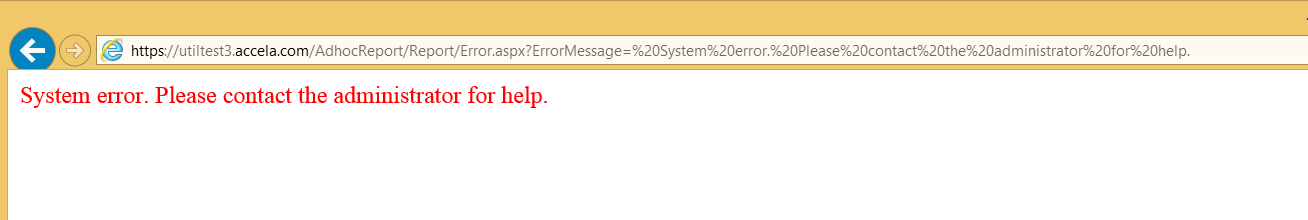 https://utiltest3.accela.com/AdhocReport/Report/Error.aspx?ErrorMessage=%20System%20error.%20Please%20contact%20the%20administrator%20for%20help.
System error. Please contact the administrator for help.